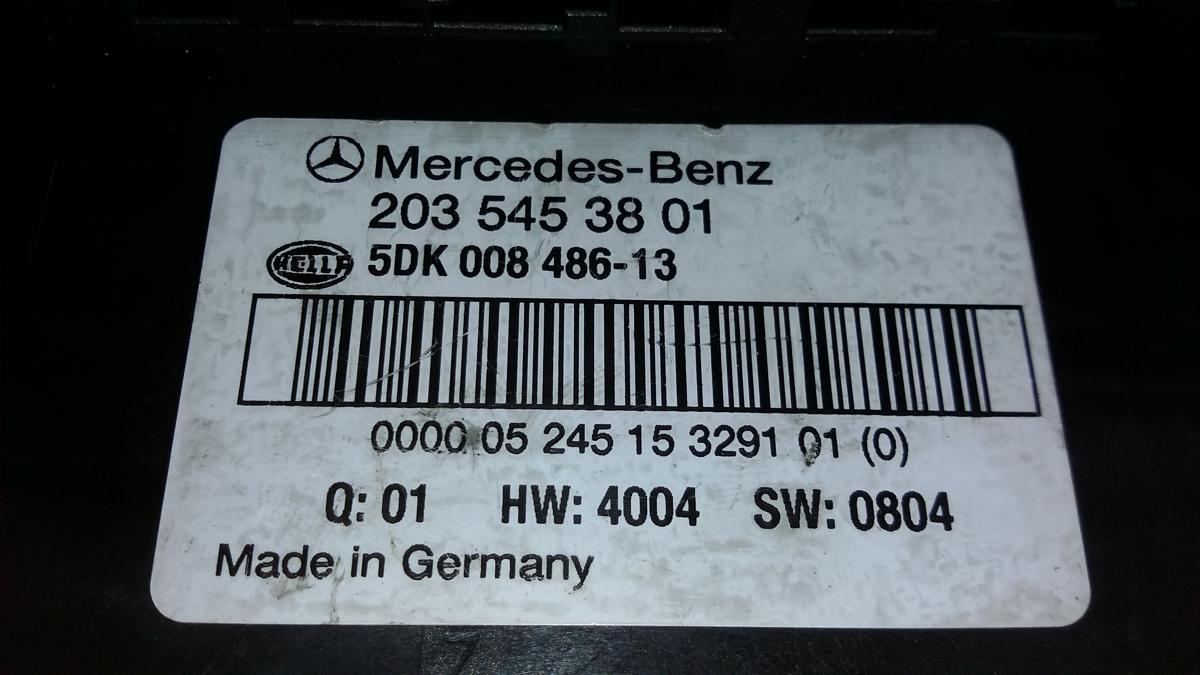 Mercedes-Benz
203 545 38 01
HELLA 5DK 008 486-13
0000 05 245 15 3291 01 (0)
Q: 01 HW: 4004 SW: 0804
Made in Germany